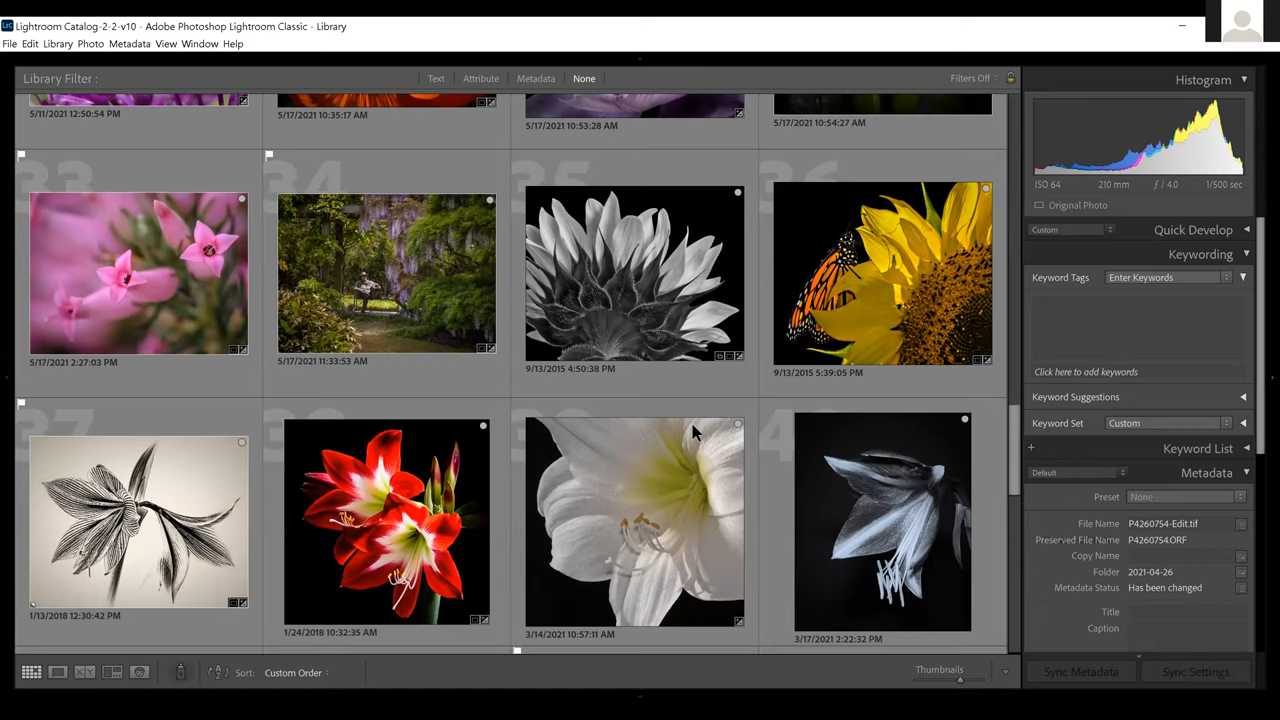 Lightroom Catalog-2-2-v10 - Adobe Photoshop Lightroom Classic - Library
File Edit Library Photo Metadata View Window Help
Library Filter : Text Attribute Metadata None Filters Off
Histogram
5/11/2021 12:50:54 PM
5/17/2021 10:35:17 AM
5/17/2021 10:53:28 AM
5/17/2021 10:54:27 AM
33
34
35
36
ISO 64 210 mm ƒ / 4.0 1/500 sec
Original Photo
Custom Quick Develop
Keywording
Keyword Tags Enter Keywords
5/17/2021 2:27:03 PM
5/17/2021 11:33:53 AM
9/13/2015 4:50:38 PM
9/13/2015 5:39:05 PM
Click here to add keywords
Keyword Suggestions
Keyword Set Custom
+ Keyword List
Default Metadata
Preset None
File Name P4260754-Edit.tif
Preserved File Name P4260754.ORF
Copy Name
Folder 2021-04-26
Metadata Status Has been changed
Title
Caption
37
40
1/13/2018 12:30:42 PM
1/24/2018 10:32:35 AM
3/14/2021 10:57:11 AM
3/17/2021 2:22:32 PM
Sort: Custom Order
Thumbnails
Sync Metadata Sync Settings